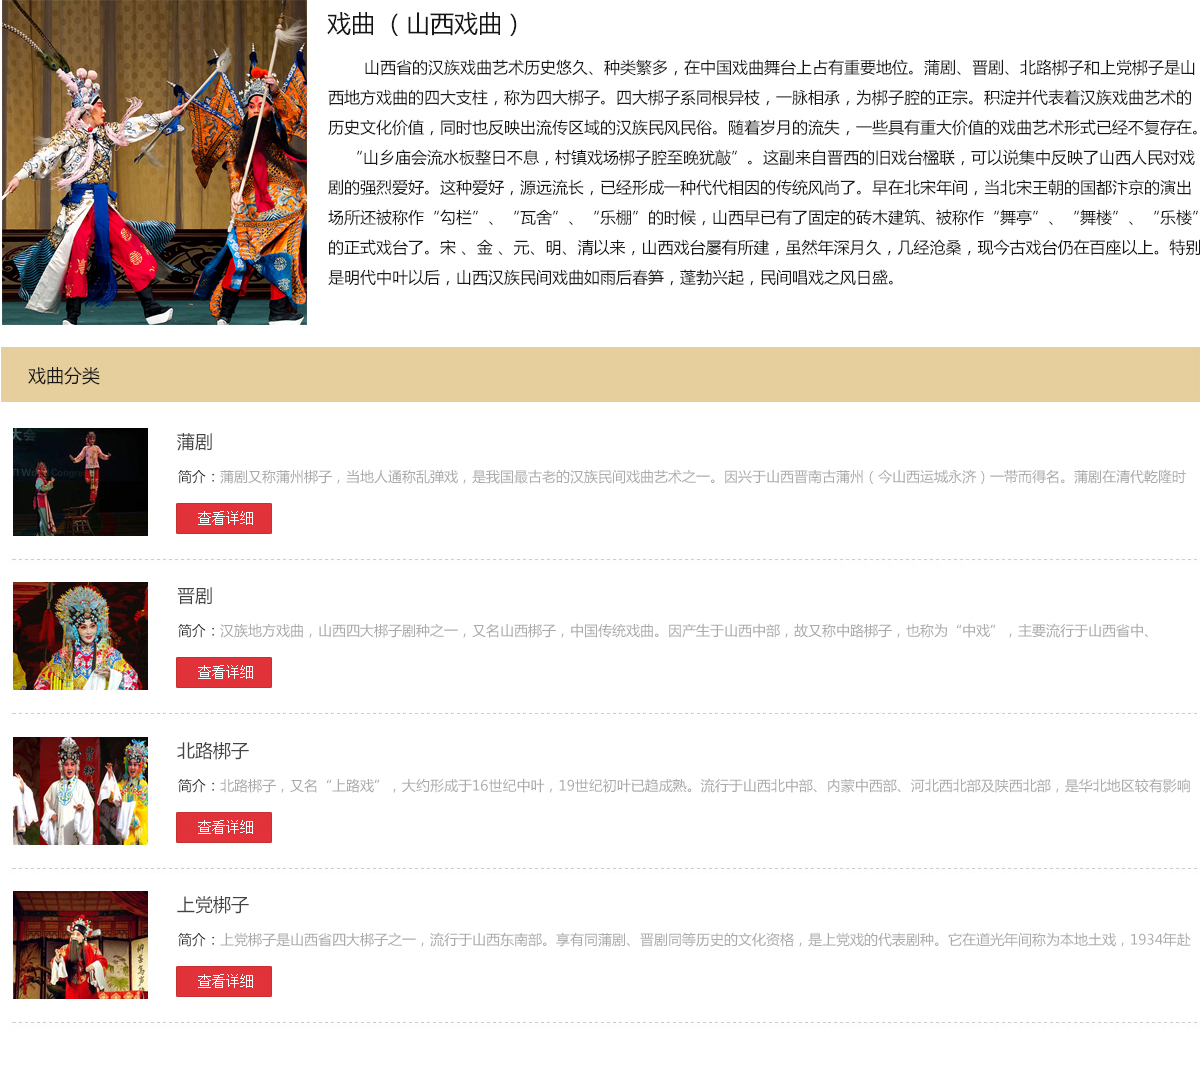 戏曲（山西戏曲）
山西省的汉族戏曲艺术历史悠久、种类繁多，在中国戏曲舞台上占有重要地位。蒲剧、晋剧、北路梆子和上党梆子是山
西地方戏曲的四大支柱，称为四大梆子。四大梆子系同根异枝，一脉相承，为梆子腔的正宗。积淀并代表着汉族戏曲艺术的
历史文化价值，同时也反映出流传区域的汉族民风民俗。随着岁月的流失，一些具有重大价值的戏曲艺术形式已经不复存在。
“山乡庙会流水板整日不息，村镇戏场梆子腔至晚犹敲”。这副来自晋西的旧戏台楹联，可以说集中反映了山西人民对戏
剧的强烈爱好。这种爱好，源远流长，已经形成一种代代相因的传统风尚了。早在北宋年间，当北宋王朝的国都汴京的演出
场所还被称作“勾栏”、“瓦舍”、“乐棚”的时候，山西早已有了固定的砖木建筑、被称作“舞亭”、“舞楼”、“乐楼”
的正式戏台了。宋、金、元、明、清以来，山西戏台屡有所建，虽然年深月久，几经沧桑，现今古戏台仍在百座以上。特别
是明代中叶以后，山西汉族民间戏曲如雨后春笋，蓬勃兴起，民间唱戏之风日盛。
戏曲分类
大会
TI World Congre
蒲剧
简介：蒲剧又称蒲州梆子，当地人通称乱弹戏，是我国最古老的汉族民间戏曲艺术之一。因兴于山西晋南古蒲州（今山西运城永济）一带而得名。蒲剧在清代乾隆时
查看详细
晋剧
简介：汉族地方戏曲，山西四大梆子剧种之一，又名山西梆子，中国传统戏曲。因产生于山西中部，故又称中路梆子，也称为“中戏”，主要流行于山西省中、
查看详细
北路梆子
简介：北路梆子，又名“上路戏”，大约形成于16世纪中叶，19世纪初叶已趋成熟。流行于山西北中部、内蒙中西部、河北西北部及陕西北部，是华北地区较有影响
查看详细
上党梆子
简介：上党梆子是山西省四大梆子之一，流行于山西东南部。享有同蒲剧、晋剧同等历史的文化资格，是上党戏的代表剧种。它在道光年间称为本地土戏，1934年赴
查看详细